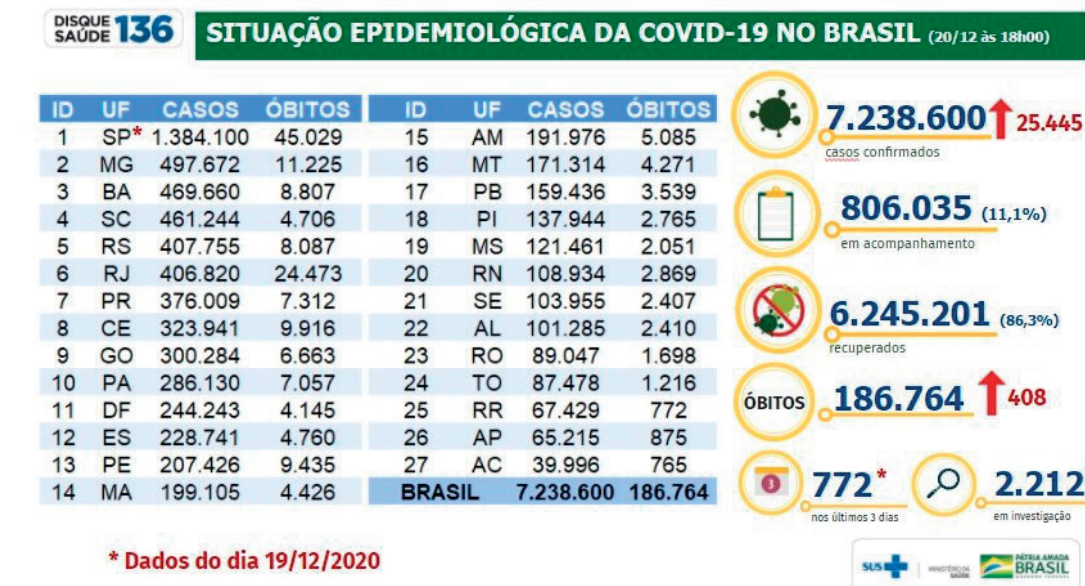 DISQUE
SAÚDE 136
SITUAÇÃO EPIDEMIOLÓGICA DA COVID-19 NO BRASIL (20/12 às 18h00)
ID UF CASOS ÓBITOS ID UF CASOS ÓBITOS
1 SP* 1.384.100 45.029 15 AM 191.976 5.085
2 MG 497.672 11.225 16 MT 171.314 4.271
3 BA 469.660 8.807 17 PB 159.436 3.539
4 SC 461.244 4.706 18 PI 137.944 2.765
5 RS 407.755 8.087 19 MS 121.461 2.051
6 RJ 406.820 24.473 20 RN 108.934 2.869
7 PR 376.009 7.312 21 SE 103.955 2.407
8 CE 323.941 9.916 22 AL 101.285 2.410
9 GO 300.284 6.663 23 RO 89.047 1.698
10 PA 286.130 7.057 24 TO 87.478 1.216
11 DF 244.243 4.145 25 RR 67.429 772
12 ES 228.741 4.760 26 AP 65.215 875
13 PE 207.426 9.435 27 AC 39.996 765
14 MA 199.105 4.426 BRASIL 7.238.600 186.764
* Dados do dia 19/12/2020
7.238.600 25.445
casos confirmados
806.035 (11,1%)
em acompanhamento
6.245.201 (86,3%)
recuperados
ÓBITOS 186.764 408
3 772*
nos últimos 3 dias
2.212
em investigação
SUS
MINISTÉRIO DA
SAÚDE
PÁTRIA AMADA
BRASIL